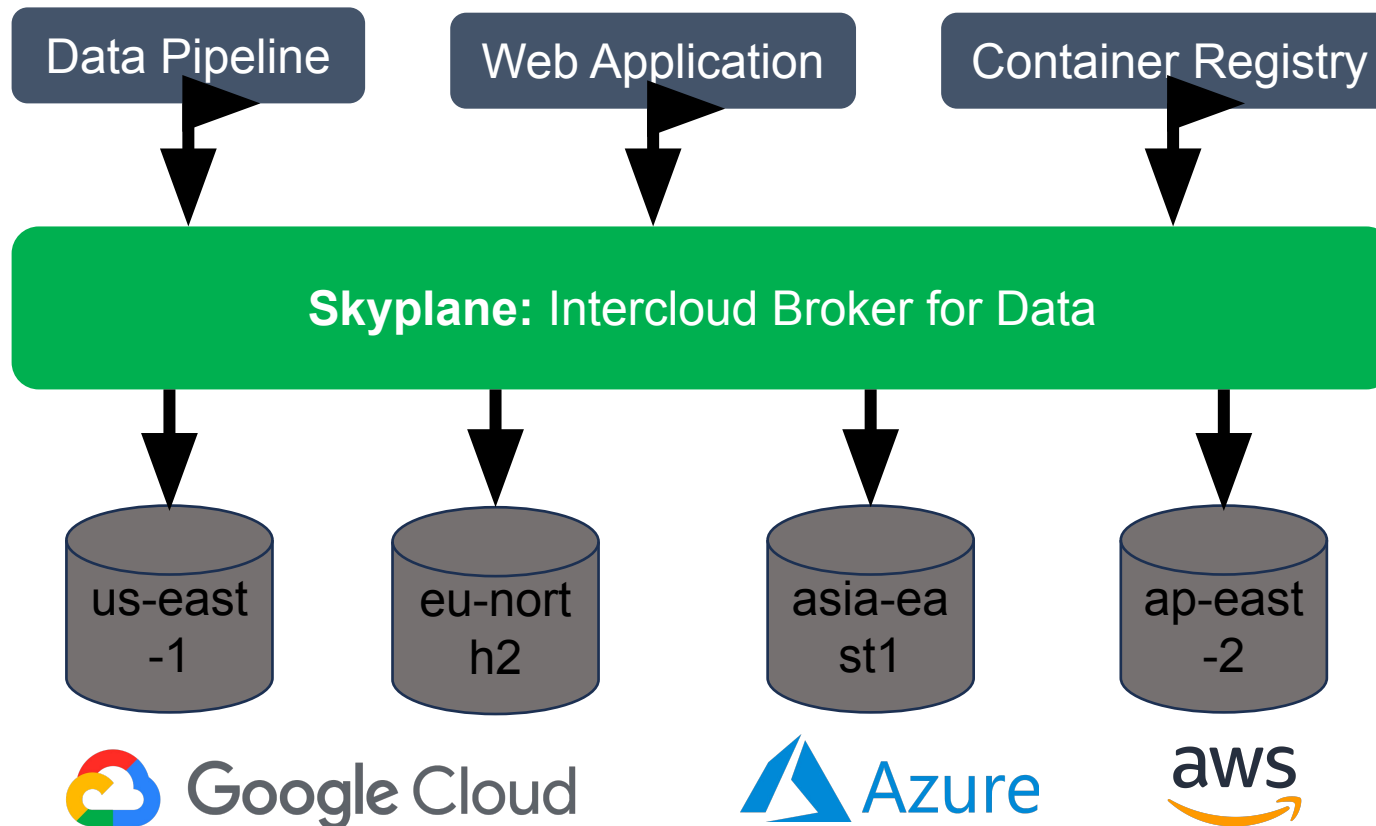 Data Pipeline
Web Application
Container Registry
Skyplane: Intercloud Broker for Data
us-east
-1
eu-nort
h2
asia-ea
st1
ap-east
-2
Google Cloud
Azure
aws